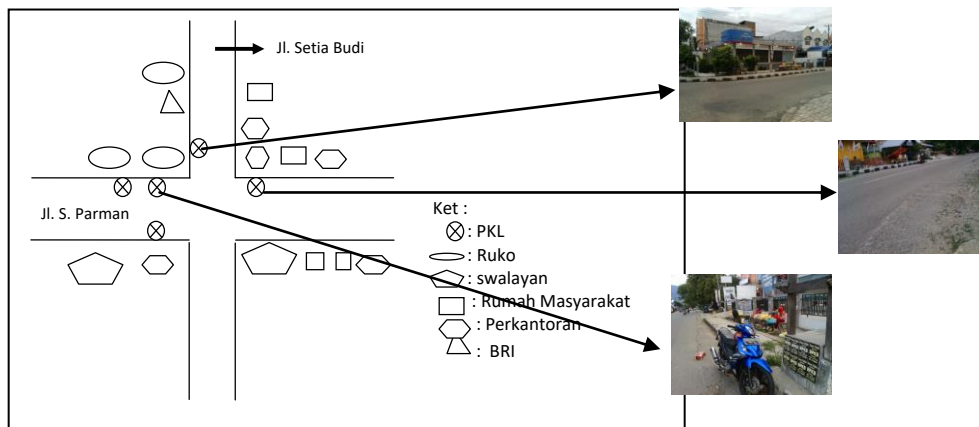 Jl. Setia Budi
Jl. S. Parman
Ket :
: PKL
: Ruko
: swalayan
: Rumah Masyarakat
: Perkantoran
: BRI